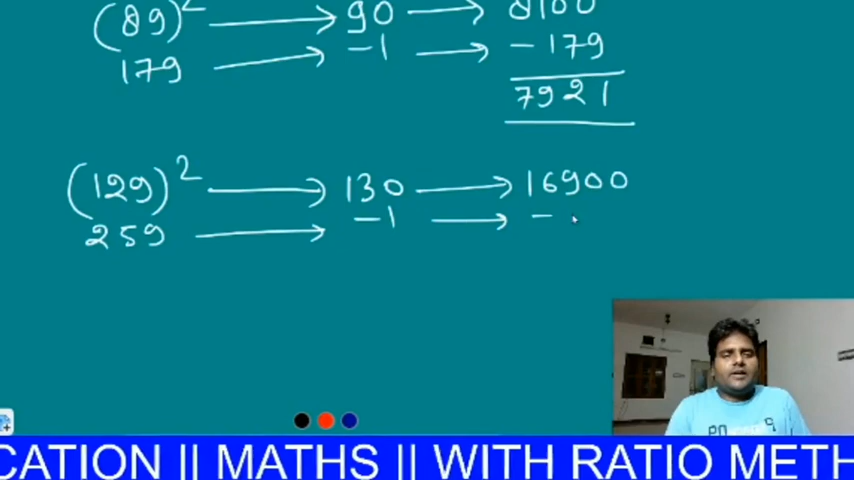 (89)² → 90 → 8100
179 → -1 → -179
7921
(129)² → 130 → 16900
259 → -1 → -
CATION || MATHS || WITH RATIO METH